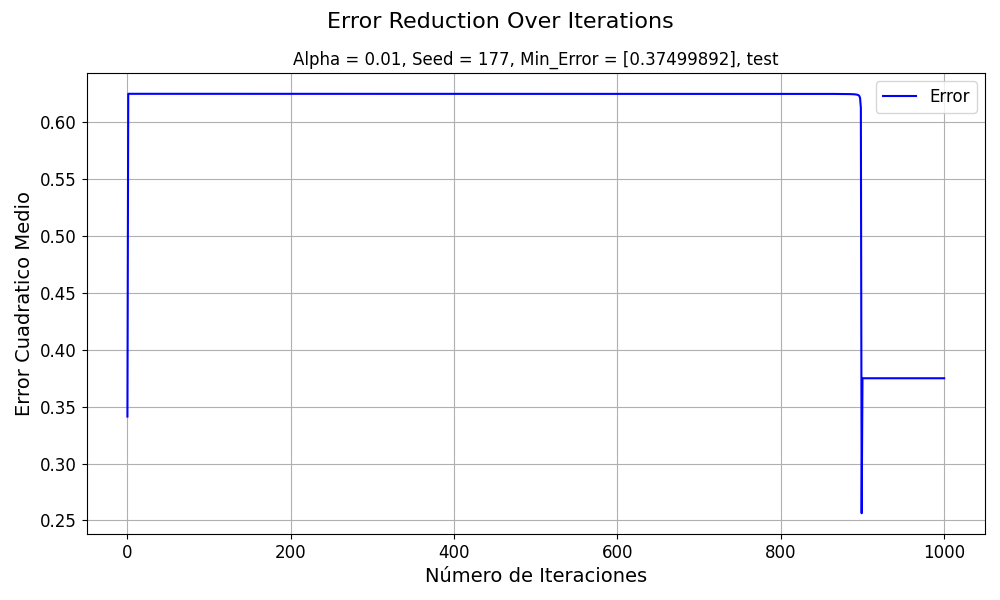 Error Reduction Over Iterations
Alpha = 0.01, Seed = 177, Min_Error = [0.37499892], test
Error
0.60
0.55
0.50
0.45
0.40
0.35
0.30
0.25
Error Cuadratico Medio
0 200 400 600 800 1000
Número de Iteraciones